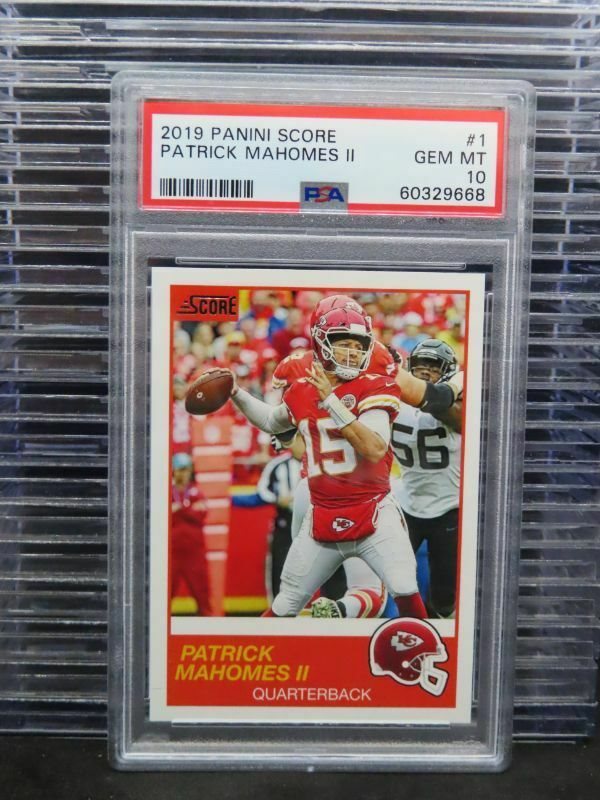 2019 PANINI SCORE #1
PATRICK MAHOMES II GEM MT
10
PSA 60329668
SCORE
15
56
PATRICK
MAHOMES II
QUARTERBACK